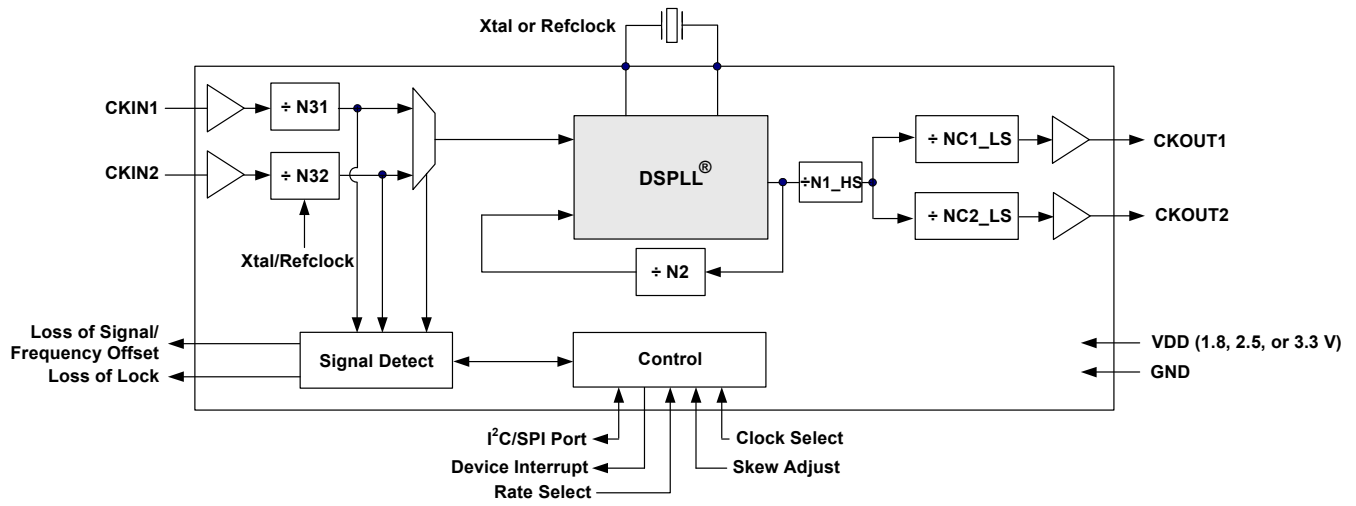 Xtal or Refclock
CKIN1
÷ N31
CKIN2
÷ N32
Xtal/Refclock
DSPLL®
÷N1_HS
÷ N2
÷ NC1_LS
CKOUT1
÷ NC2_LS
CKOUT2
Loss of Signal/
Frequency Offset
Loss of Lock
Signal Detect
Control
VDD (1.8, 2.5, or 3.3 V)
GND
I²C/SPI Port
Device Interrupt
Rate Select
Clock Select
Skew Adjust